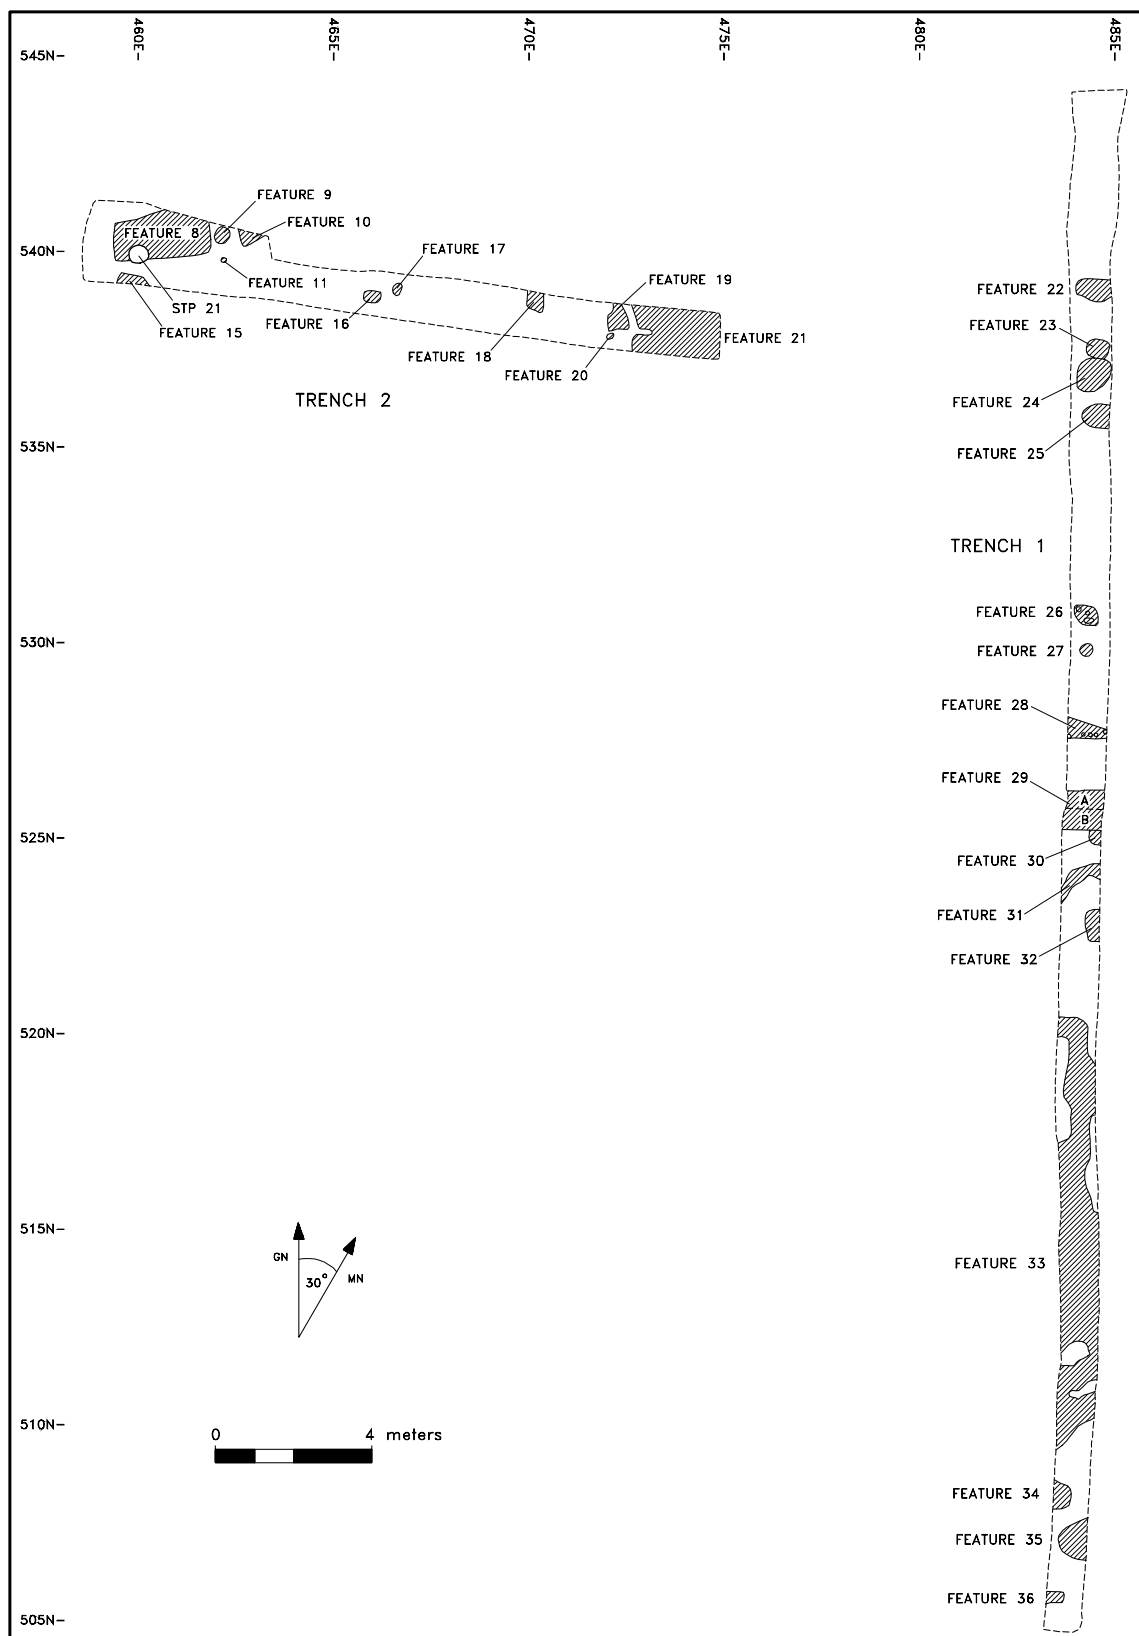 460E-
465E-
470E-
475E-
480E-
485E-
545N-
FEATURE 9
FEATURE 10
FEATURE 8
540N-
FEATURE 17
FEATURE 11
FEATURE 19
STP 21
FEATURE 15
FEATURE 16
FEATURE 18
FEATURE 21
FEATURE 20
TRENCH 2
FEATURE 22
FEATURE 23
FEATURE 24
535N-
FEATURE 25
TRENCH 1
FEATURE 26
530N-
FEATURE 27
FEATURE 28
FEATURE 29
A
B
525N-
FEATURE 30
FEATURE 31
FEATURE 32
520N-
515N-
GN
30°
MN
FEATURE 33
510N-
0 4 meters
FEATURE 34
FEATURE 35
FEATURE 36
505N-